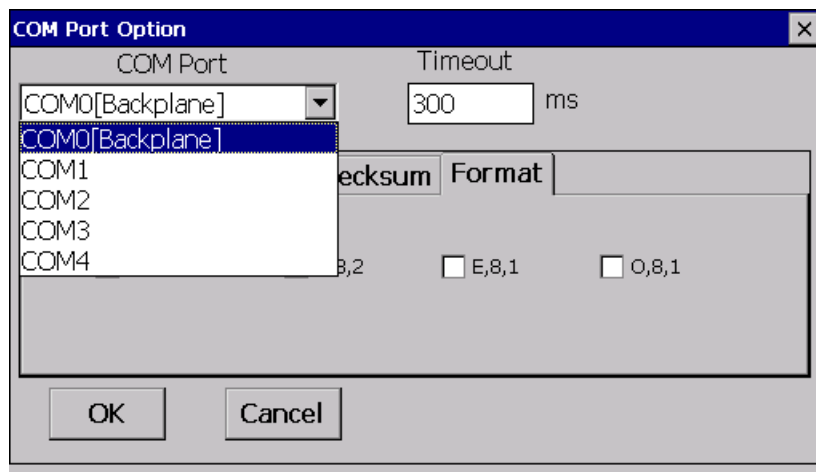 COM Port Option
COM Port Timeout
COM0[Backplane] 300 ms
COM0[Backplane]
COM1
COM2
COM3
COM4
ecksum Format
8,2 E,8,1 O,8,1
OK Cancel